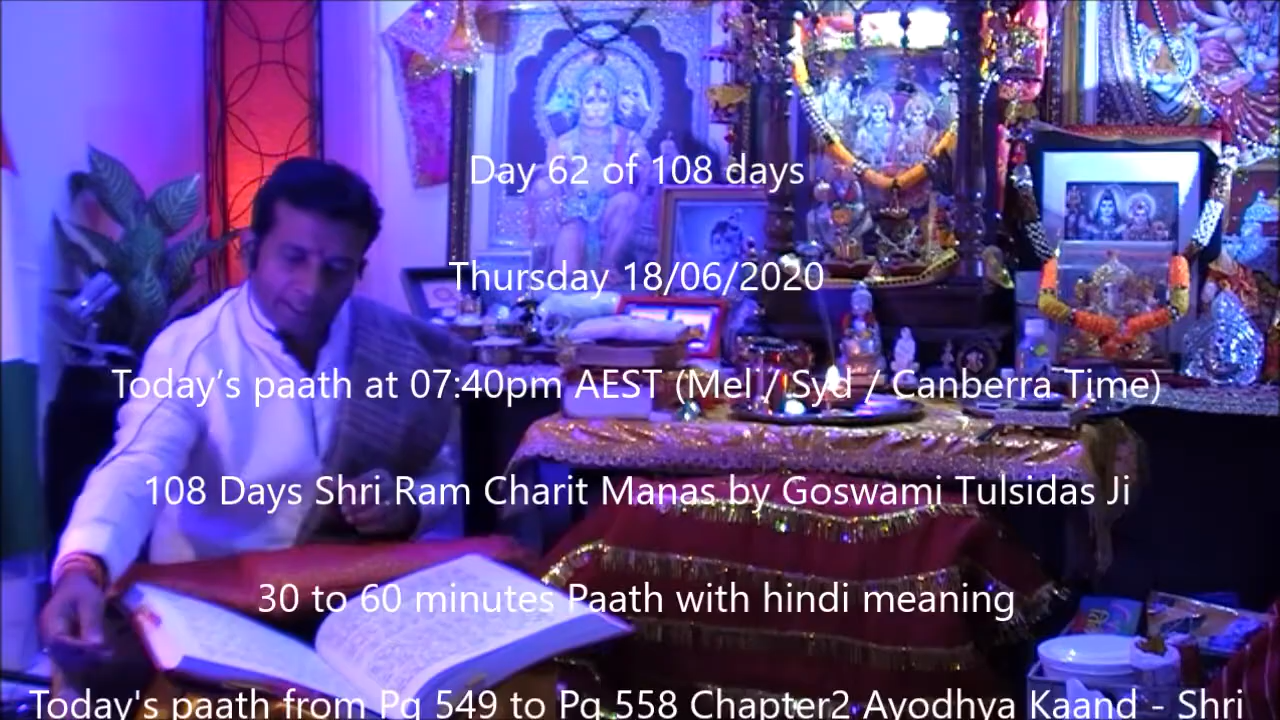 Day 62 of 108 days
Thursday 18/06/2020
Today’s paath at 07:40pm AEST (Mel / Syd / Canberra Time)
108 Days Shri Ram Charit Manas by Goswami Tulsidas Ji
30 to 60 minutes Paath with hindi meaning
Today's paath from Pg 549 to Pg 558 Chapter2 Ayodhya Kaand - Shri